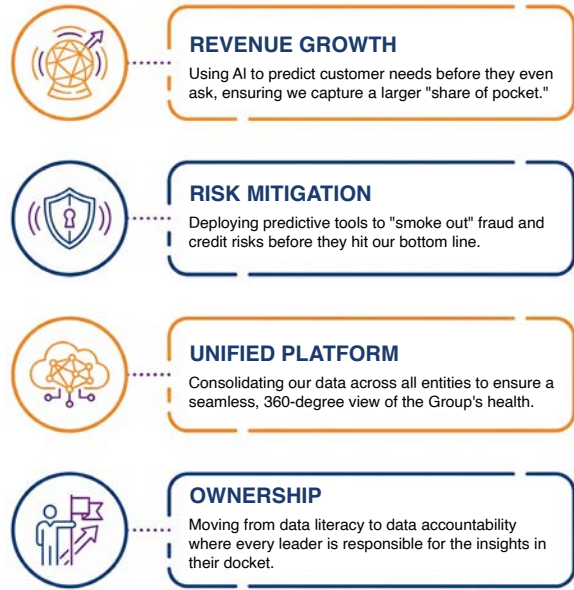 REVENUE GROWTH
Using AI to predict customer needs before they even
ask, ensuring we capture a larger "share of pocket."
RISK MITIGATION
Deploying predictive tools to "smoke out" fraud and
credit risks before they hit our bottom line.
UNIFIED PLATFORM
Consolidating our data across all entities to ensure a
seamless, 360-degree view of the Group's health.
OWNERSHIP
Moving from data literacy to data accountability
where every leader is responsible for the insights in
their docket.